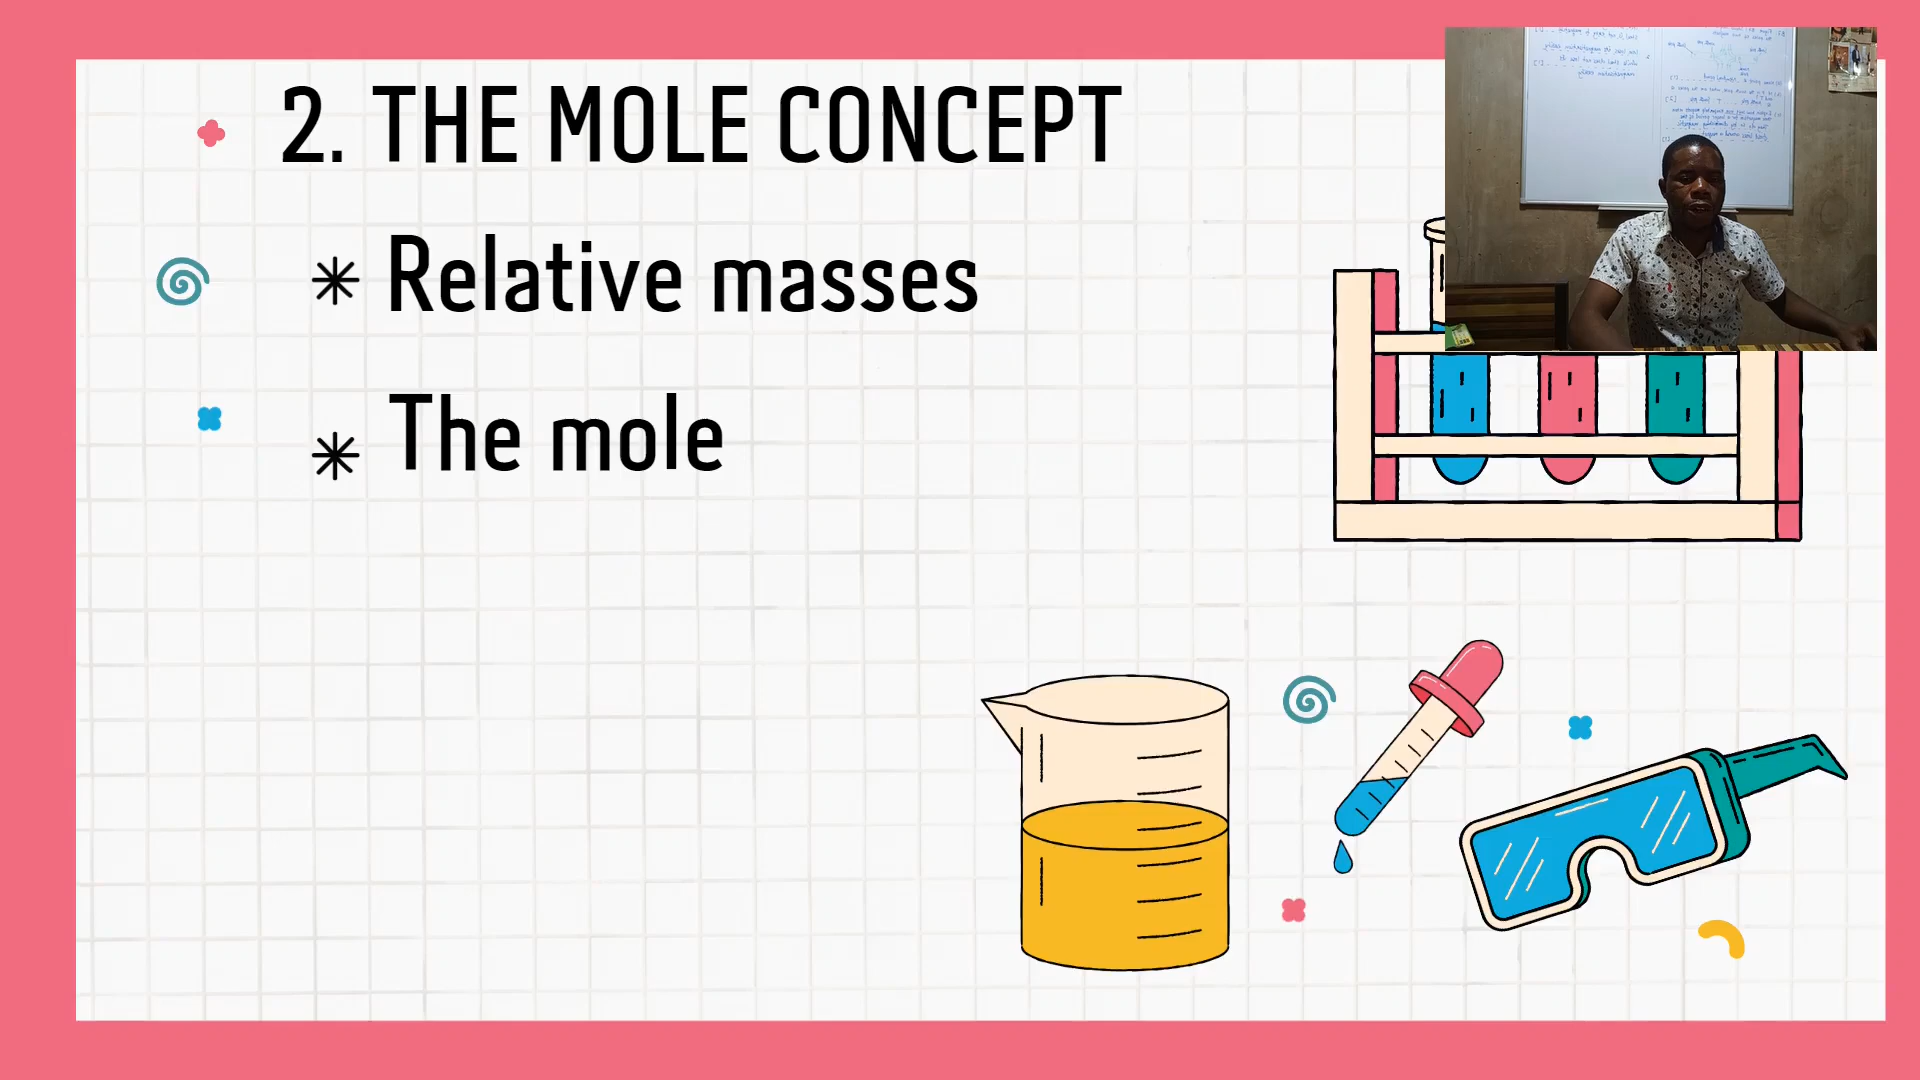 2. THE MOLE CONCEPT
Relative masses
The mole